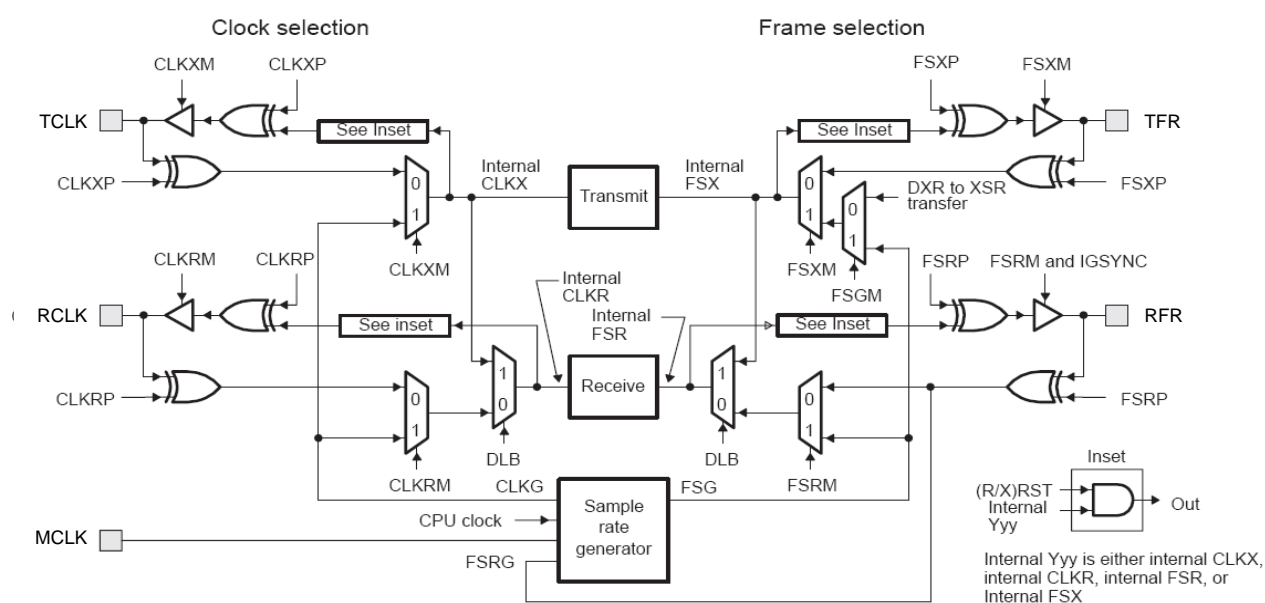 Clock selection
Frame selection
CLKXM
CLKXP
FSXP
FSXM
TCLK
See Inset
See Inset
TFR
CLKXP
0
1
Internal
CLKX
Transmit
Internal
FSX
0
1
0
1
DXR to XSR
transfer
FSXP
CLKXM
FSXM
FSGM
CLKRM
CLKRP
Internal
CLKR
FSRP
FSRM and IGSYNC
RCLK
See inset
Internal
FSR
See Inset
RFR
CLKRP
0
1
1
0
Receive
1
0
0
1
FSRP
DLB
DLB
CLKRM
FSRM
CLKG
FSG
Sample
rate
generator
CPU clock
MCLK
FSRG
Inset
(R/X)RST
Internal
Yyy
Out
Internal Yyy is either internal CLKX,
internal CLKR, internal FSR, or
Internal FSX